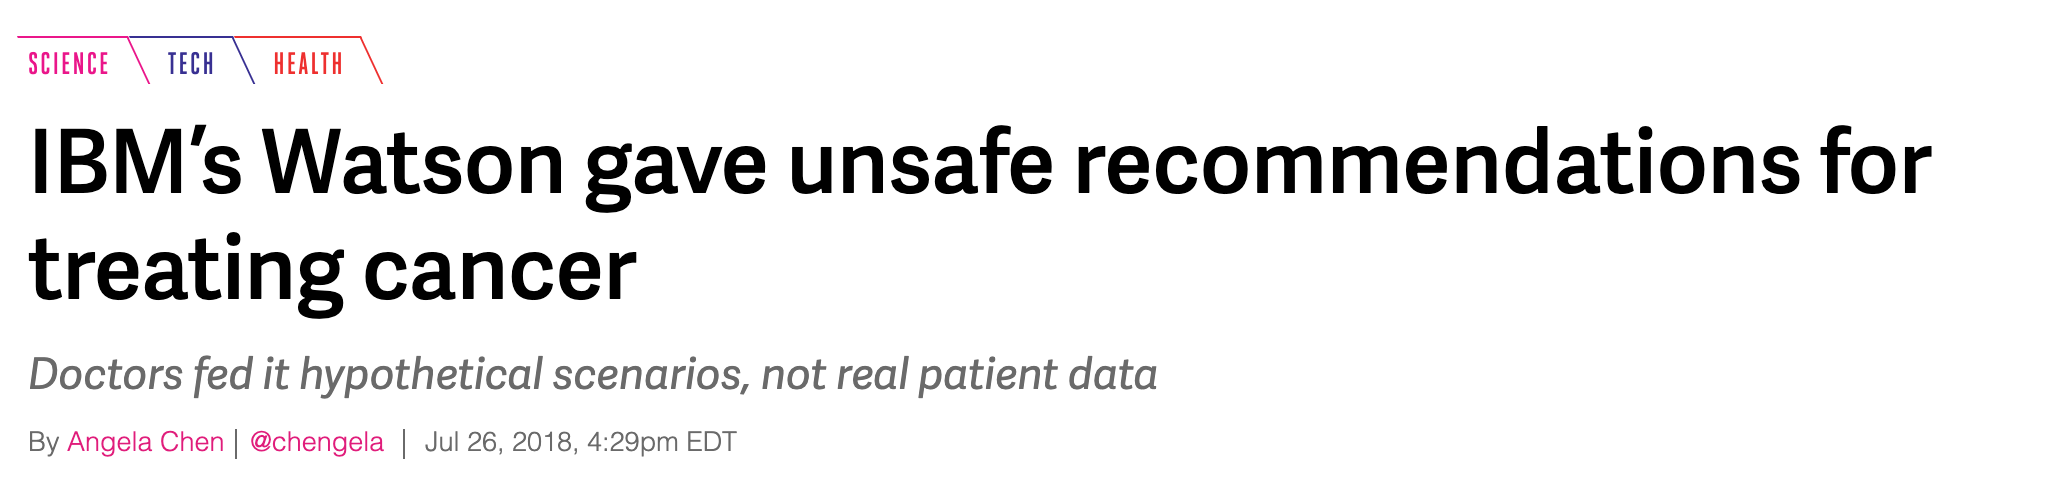 SCIENCE TECH HEALTH
IBM’s Watson gave unsafe recommendations for
treating cancer
Doctors fed it hypothetical scenarios, not real patient data
By Angela Chen | @chengela | Jul 26, 2018, 4:29pm EDT